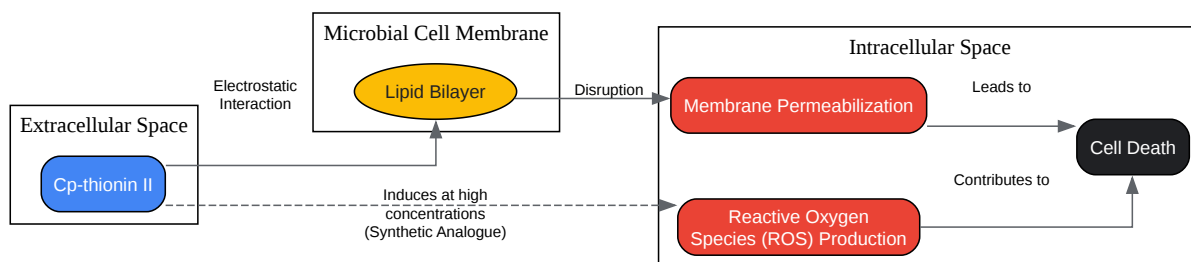 Microbial Cell Membrane
Intracellular Space
Extracellular Space
Electrostatic
Interaction
Lipid Bilayer
Disruption
Membrane Permeabilization
Leads to
Cell Death
Cp-thionin II
Induces at high
concentrations
(Synthetic Analogue)
Reactive Oxygen
Species (ROS) Production
Contributes to